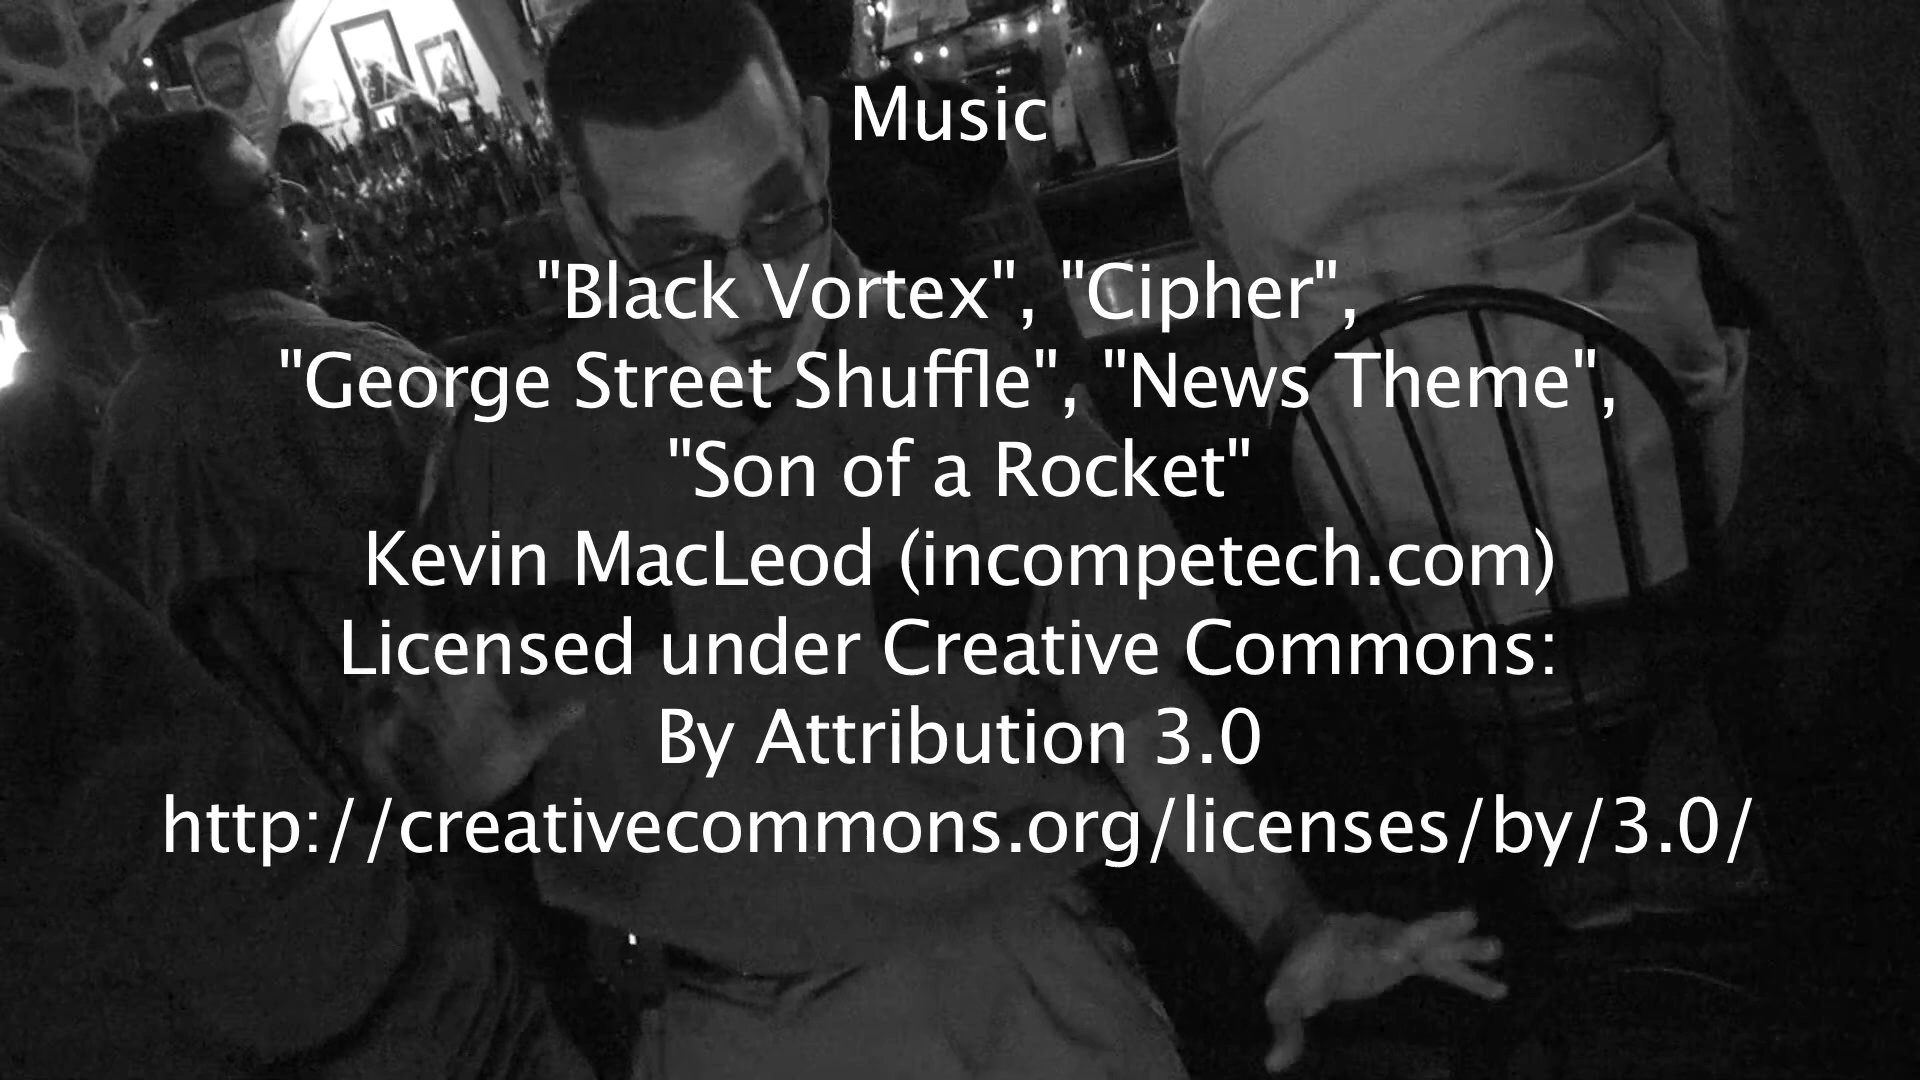 Music
"Black Vortex", "Cipher",
"George Street Shuffle", "News Theme",
"Son of a Rocket"
Kevin MacLeod (incompetech.com)
Licensed under Creative Commons:
By Attribution 3.0
http://creativecommons.org/licenses/by/3.0/